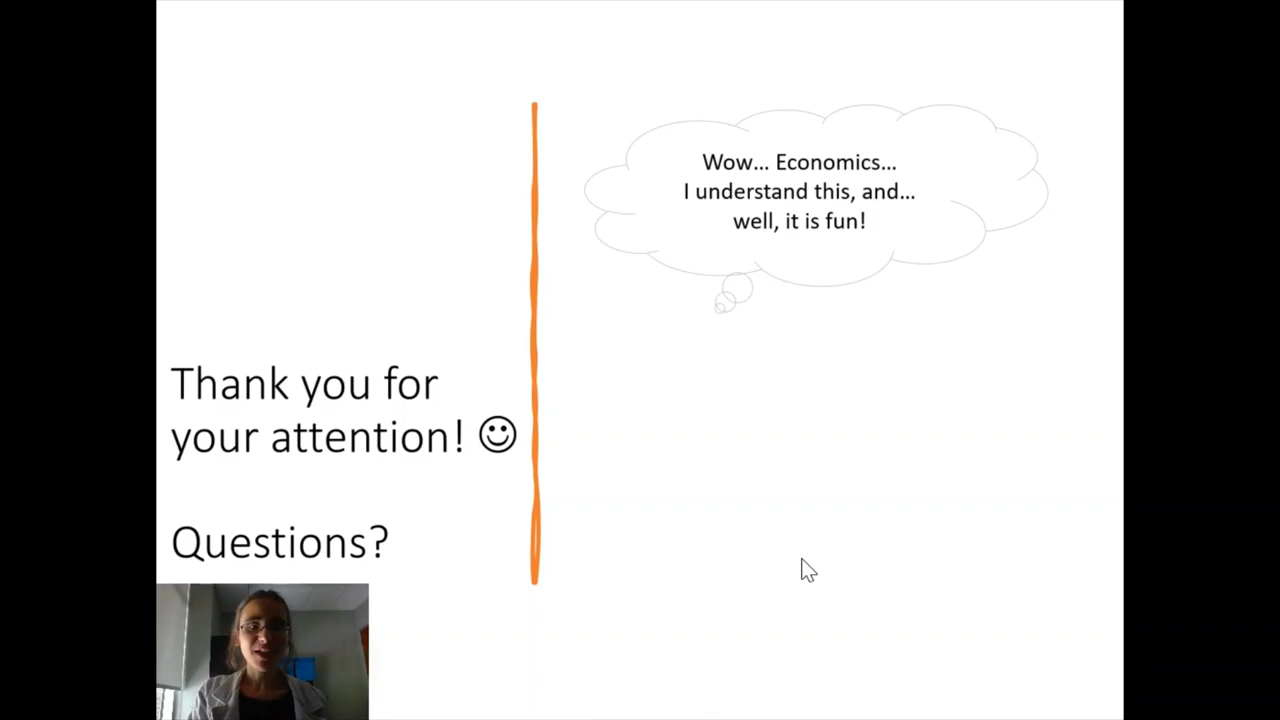 Wow... Economics...
I understand this, and...
well, it is fun!
Thank you for
your attention! ☺
Questions?